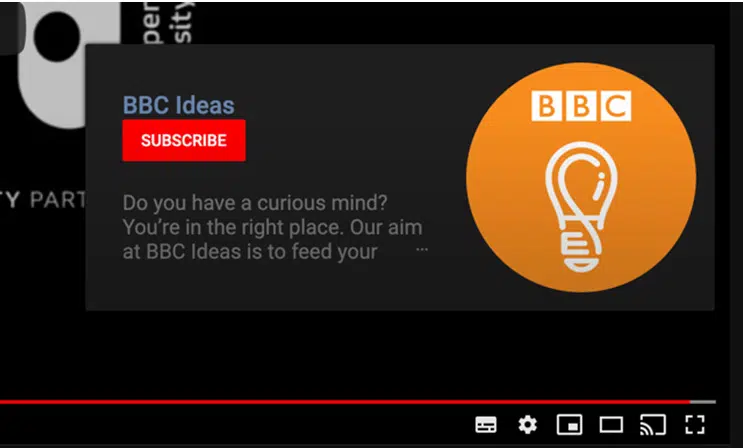 pen
sity
TY PART
BBC Ideas
SUBSCRIBE
Do you have a curious mind?
You’re in the right place. Our aim
at BBC Ideas is to feed your ...
BBC